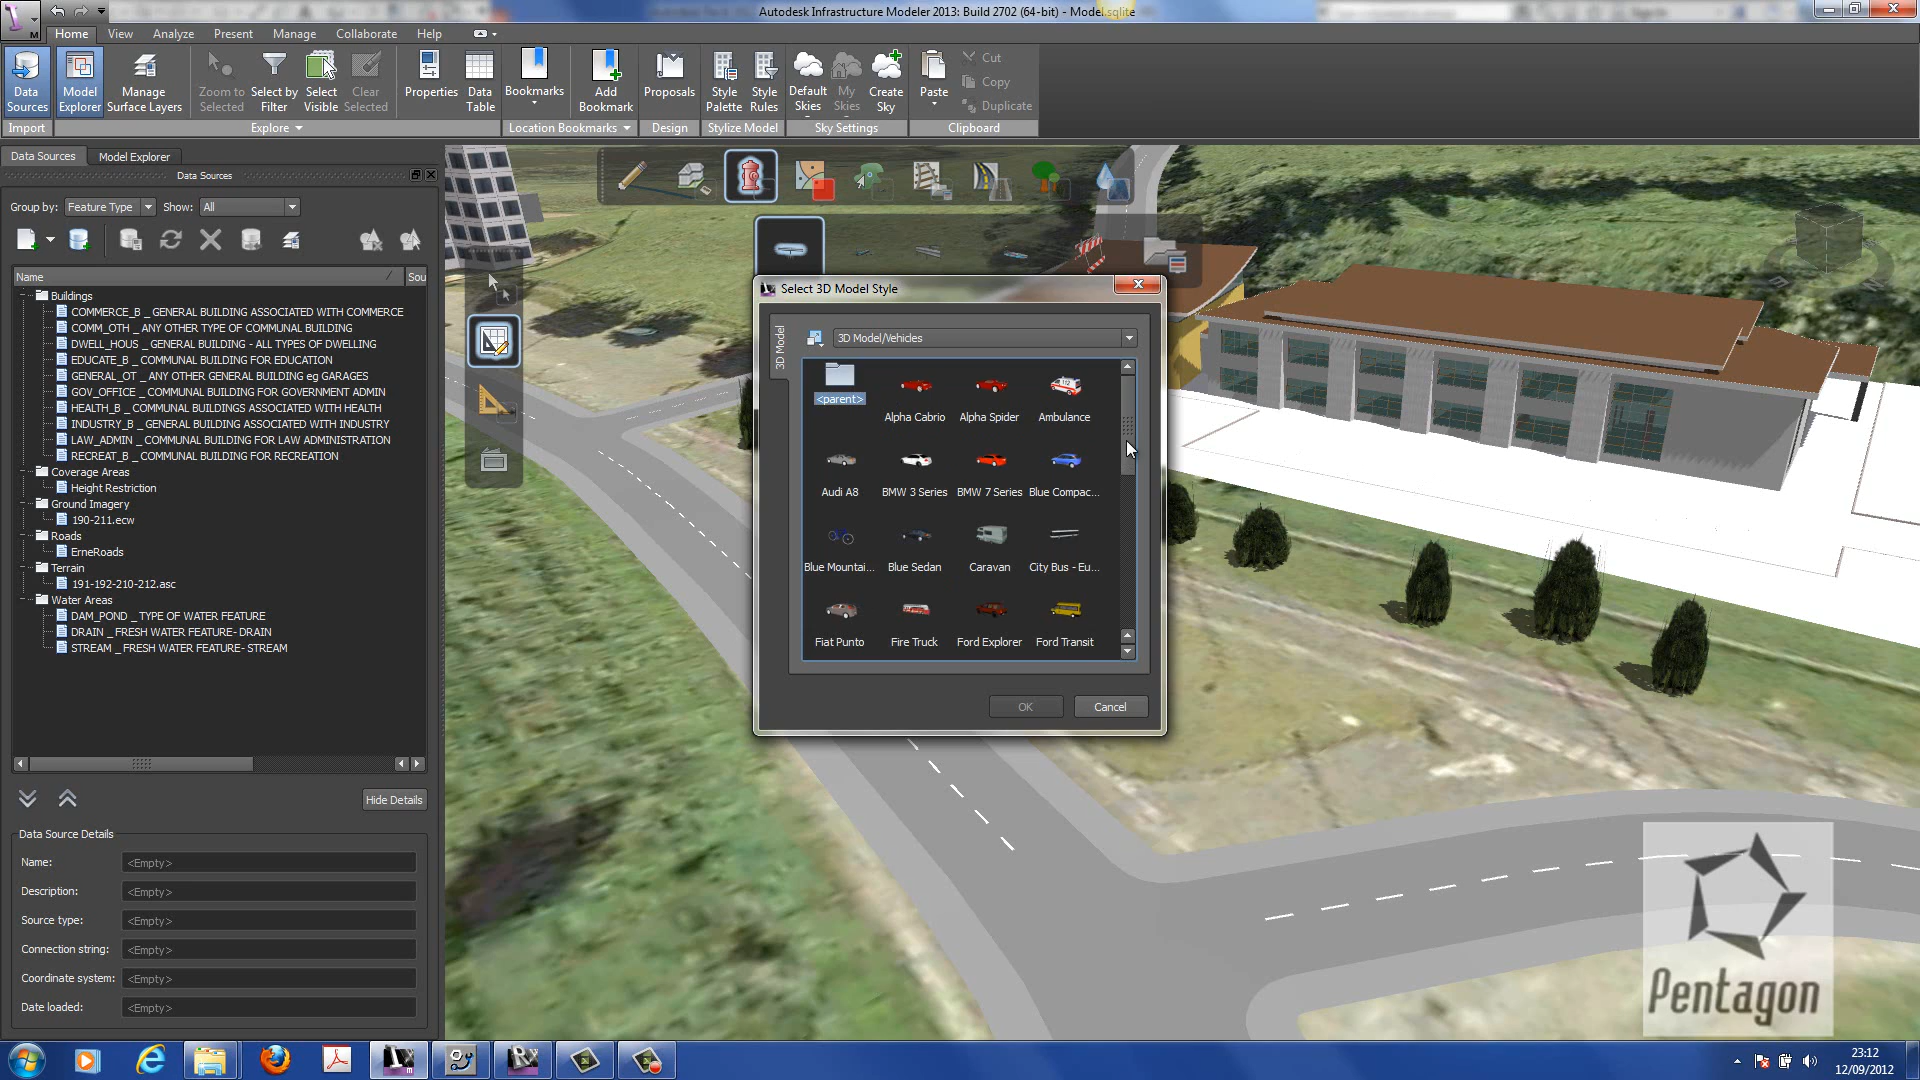 Autodesk Infrastructure Modeler 2013: Build 2702 (64-bit) - Model.sqlite
M
Home View Analyze Present Manage Collaborate Help
Data Sources
Model Explorer
Manage Surface Layers
Zoom to Selected
Select by Filter
Select Visible
Clear Selected
Properties
Data Table
Bookmarks
Add Bookmark
Proposals
Style Palette
Style Rules
Default Skies
My Skies
Create Sky
Paste
Cut
Copy
Duplicate
Import Explore Location Bookmarks Design Stylize Model Sky Settings Clipboard
Data Sources Model Explorer
Data Sources
Group by: Feature Type Show: All
Name Sou
Buildings
COMMERCE_B _ GENERAL BUILDING ASSOCIATED WITH COMMERCE
COMM_OTH _ ANY OTHER TYPE OF COMMUNAL BUILDING
DWELL_HOUS _ GENERAL BUILDING - ALL TYPES OF DWELLING
EDUCATE_B _ COMMUNAL BUILDING FOR EDUCATION
GENERAL_OT _ ANY OTHER GENERAL BUILDING eg GARAGES
GOV_OFFICE _ COMMUNAL BUILDING FOR GOVERNMENT ADMIN
HEALTH_B _ COMMUNAL BUILDINGS ASSOCIATED WITH HEALTH
INDUSTRY_B _ GENERAL BUILDING ASSOCIATED WITH INDUSTRY
LAW_ADMIN _ COMMUNAL BUILDING FOR LAW ADMINISTRATION
RECREAT_B _ COMMUNAL BUILDING FOR RECREATION
Coverage Areas
Height Restriction
Ground Imagery
190-211.ecw
Roads
ErneRoads
Terrain
191-192-210-212.asc
Water Areas
DAM_POND _ TYPE OF WATER FEATURE
DRAIN _ FRESH WATER FEATURE- DRAIN
STREAM _ FRESH WATER FEATURE- STREAM
Hide Details
Data Source Details
Name: <Empty>
Description: <Empty>
Source type: <Empty>
Connection string: <Empty>
Coordinate system: <Empty>
Date loaded: <Empty>
Select 3D Model Style
3D Model
3D Model/Vehicles
<parent> Alpha Cabrio Alpha Spider Ambulance
Audi A8 BMW 3 Series BMW 7 Series Blue Compac...
Blue Mountai... Blue Sedan Caravan City Bus - Eu...
Fiat Punto Fire Truck Ford Explorer Ford Transit
OK Cancel
Pentagon
23:12
12/09/2012